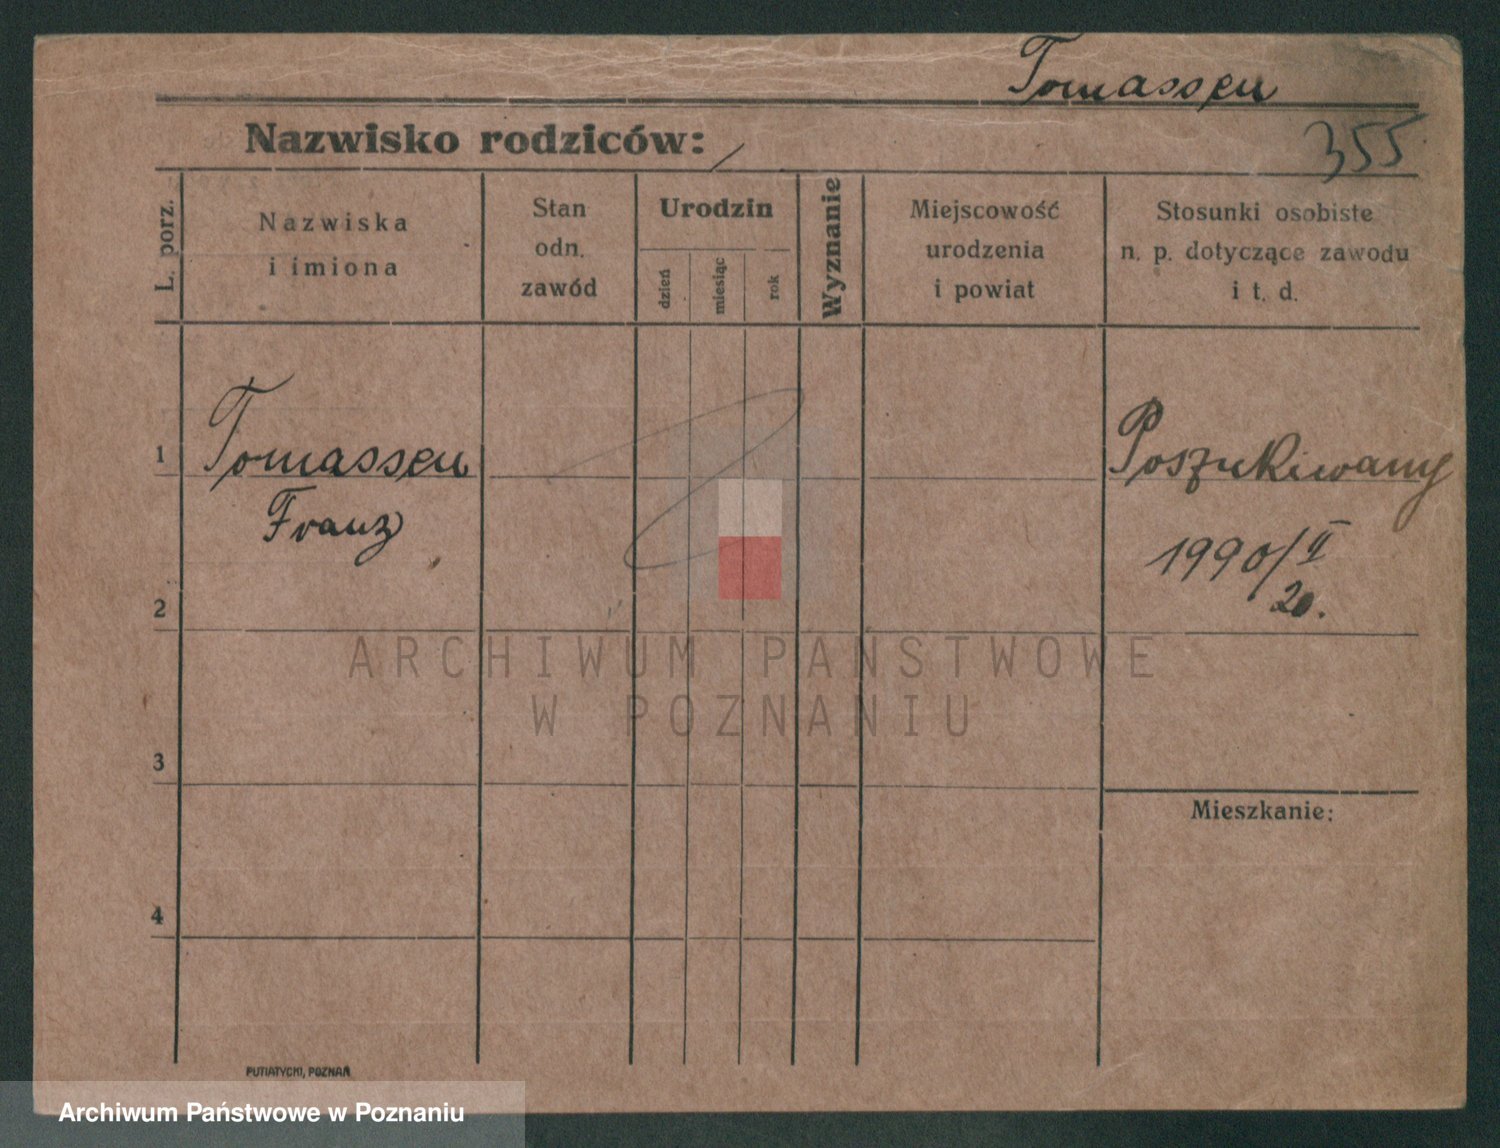 Tomassen
Nazwisko rodziców:
355
L. porz.
Nazwiska
i imiona
Stan
odn.
zawód
Urodzin
dzień
miesiąc
rok
Wyznanie
Miejscowość
urodzenia
i powiat
Stosunki osobiste
n. p. dotyczące zawodu
i t. d.
1
Tomassen
Franz
Poszukiwany
1990/II
20.
2
ARCHIWUM PAŃSTWOWE
W POZNANIU
3
Mieszkanie:
4
PUTIATYCKI, POZNAŃ
Archiwum Państwowe w Poznaniu